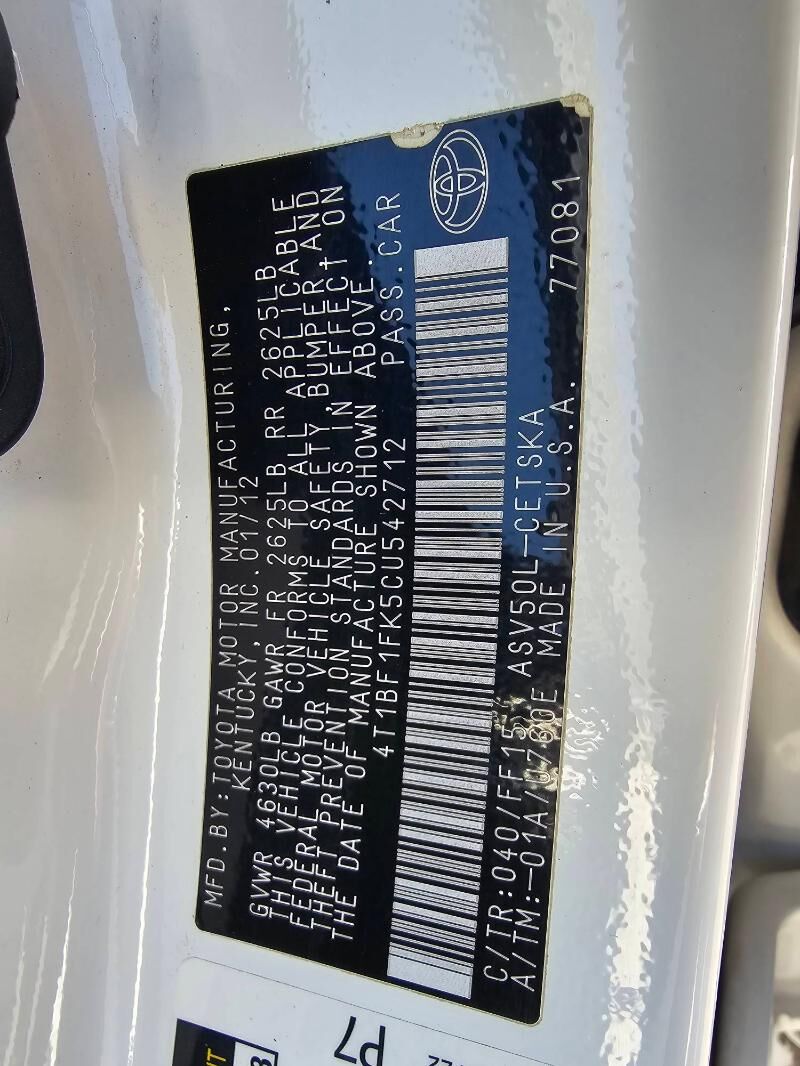 MFD.BY:TOYOTA MOTOR MANUFACTURING,
KENTUCKY, INC.01/12
GVWR 4630LB GAWR FR 2625LB RR 2625LB
THIS VEHICLE CONFORMS TO ALL APPLICABLE
FEDERAL MOTOR VEHICLE SAFETY, BUMPER AND
THEFT PREVENTION STANDARDS IN EFFECT ON
THE DATE OF MANUFACTURE SHOWN ABOVE.
4T1BF1FK5CU542712 PASS.CAR
C/TR:040/FF15 ASV50L-CETSKA
A/TM:-01A/U760E MADE IN U.S.A. 77081
P7